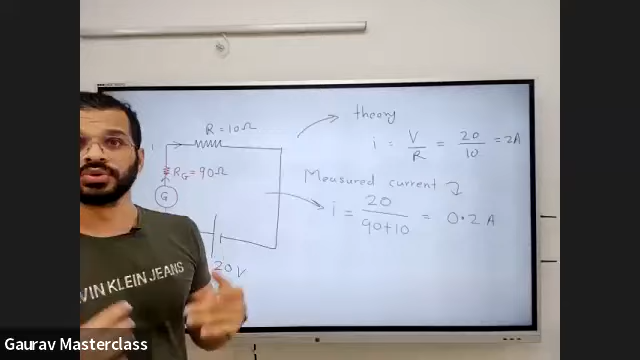 theory
R = 10Ω
i = V/R = 20/10 = 2A
i
R_G = 90Ω
Measured current
G
i = 20/(90+10) = 0.2 A
20 V
VIN KLEIN JEANS
Gaurav Masterclass